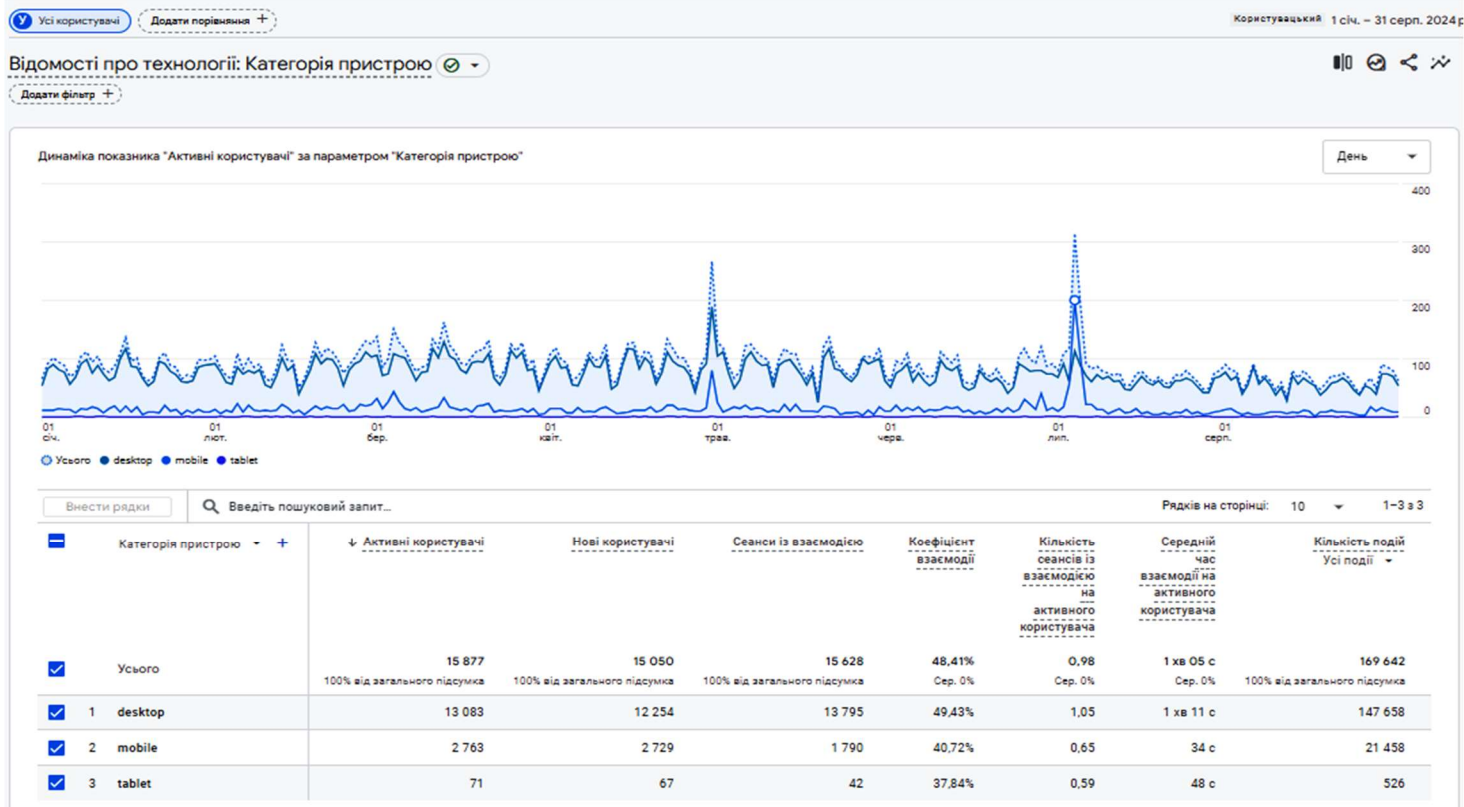 У Усі користувачі Додати порівняння + Користувацький 1 січ. – 31 серп. 2024 р
Відомості про технології: Категорія пристрою
Додати фільтр +
Динаміка показника "Активні користувачі" за параметром "Категорія пристрою" День
400
300
200
100
0
01 01 01 01 01 01 01 01
січ. лют. бер. квіт. трав. черв. лип. серп.
Усього desktop mobile tablet
Внести рядки Введіть пошуковий запит... Рядків на сторінці: 10 1–3 з 3
Категорія пристрою + ↓ Активні користувачі Нові користувачі Сеанси із взаємодією Коефіцієнт Кількість Середній Кількість подій
взаємодії сеансів із час Усі події
взаємодією взаємодії на
на активного
активного користувача
користувача
Усього 15 877 15 050 15 628 48,41% 0,98 1 хв 05 с 169 642
100% від загального підсумка 100% від загального підсумка 100% від загального підсумка Сер. 0% Сер. 0% Сер. 0% 100% від загального підсумка
1 desktop 13 083 12 254 13 795 49,43% 1,05 1 хв 11 с 147 658
2 mobile 2 763 2 729 1 790 40,72% 0,65 34 с 21 458
3 tablet 71 67 42 37,84% 0,59 48 с 526